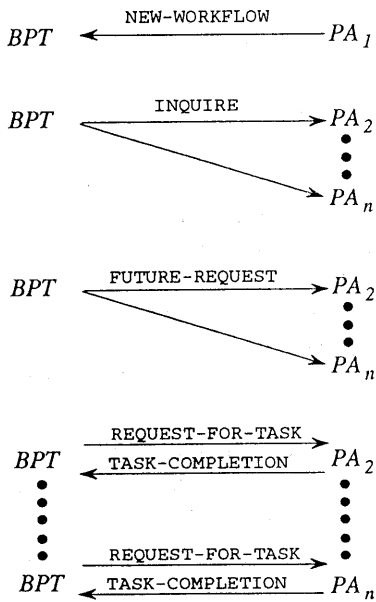 NEW-WORKFLOW
BPT PA1
INQUIRE
BPT PA2
PAn
FUTURE-REQUEST
BPT PA2
PAn
REQUEST-FOR-TASK
BPT TASK-COMPLETION PA2
REQUEST-FOR-TASK
BPT TASK-COMPLETION PAn